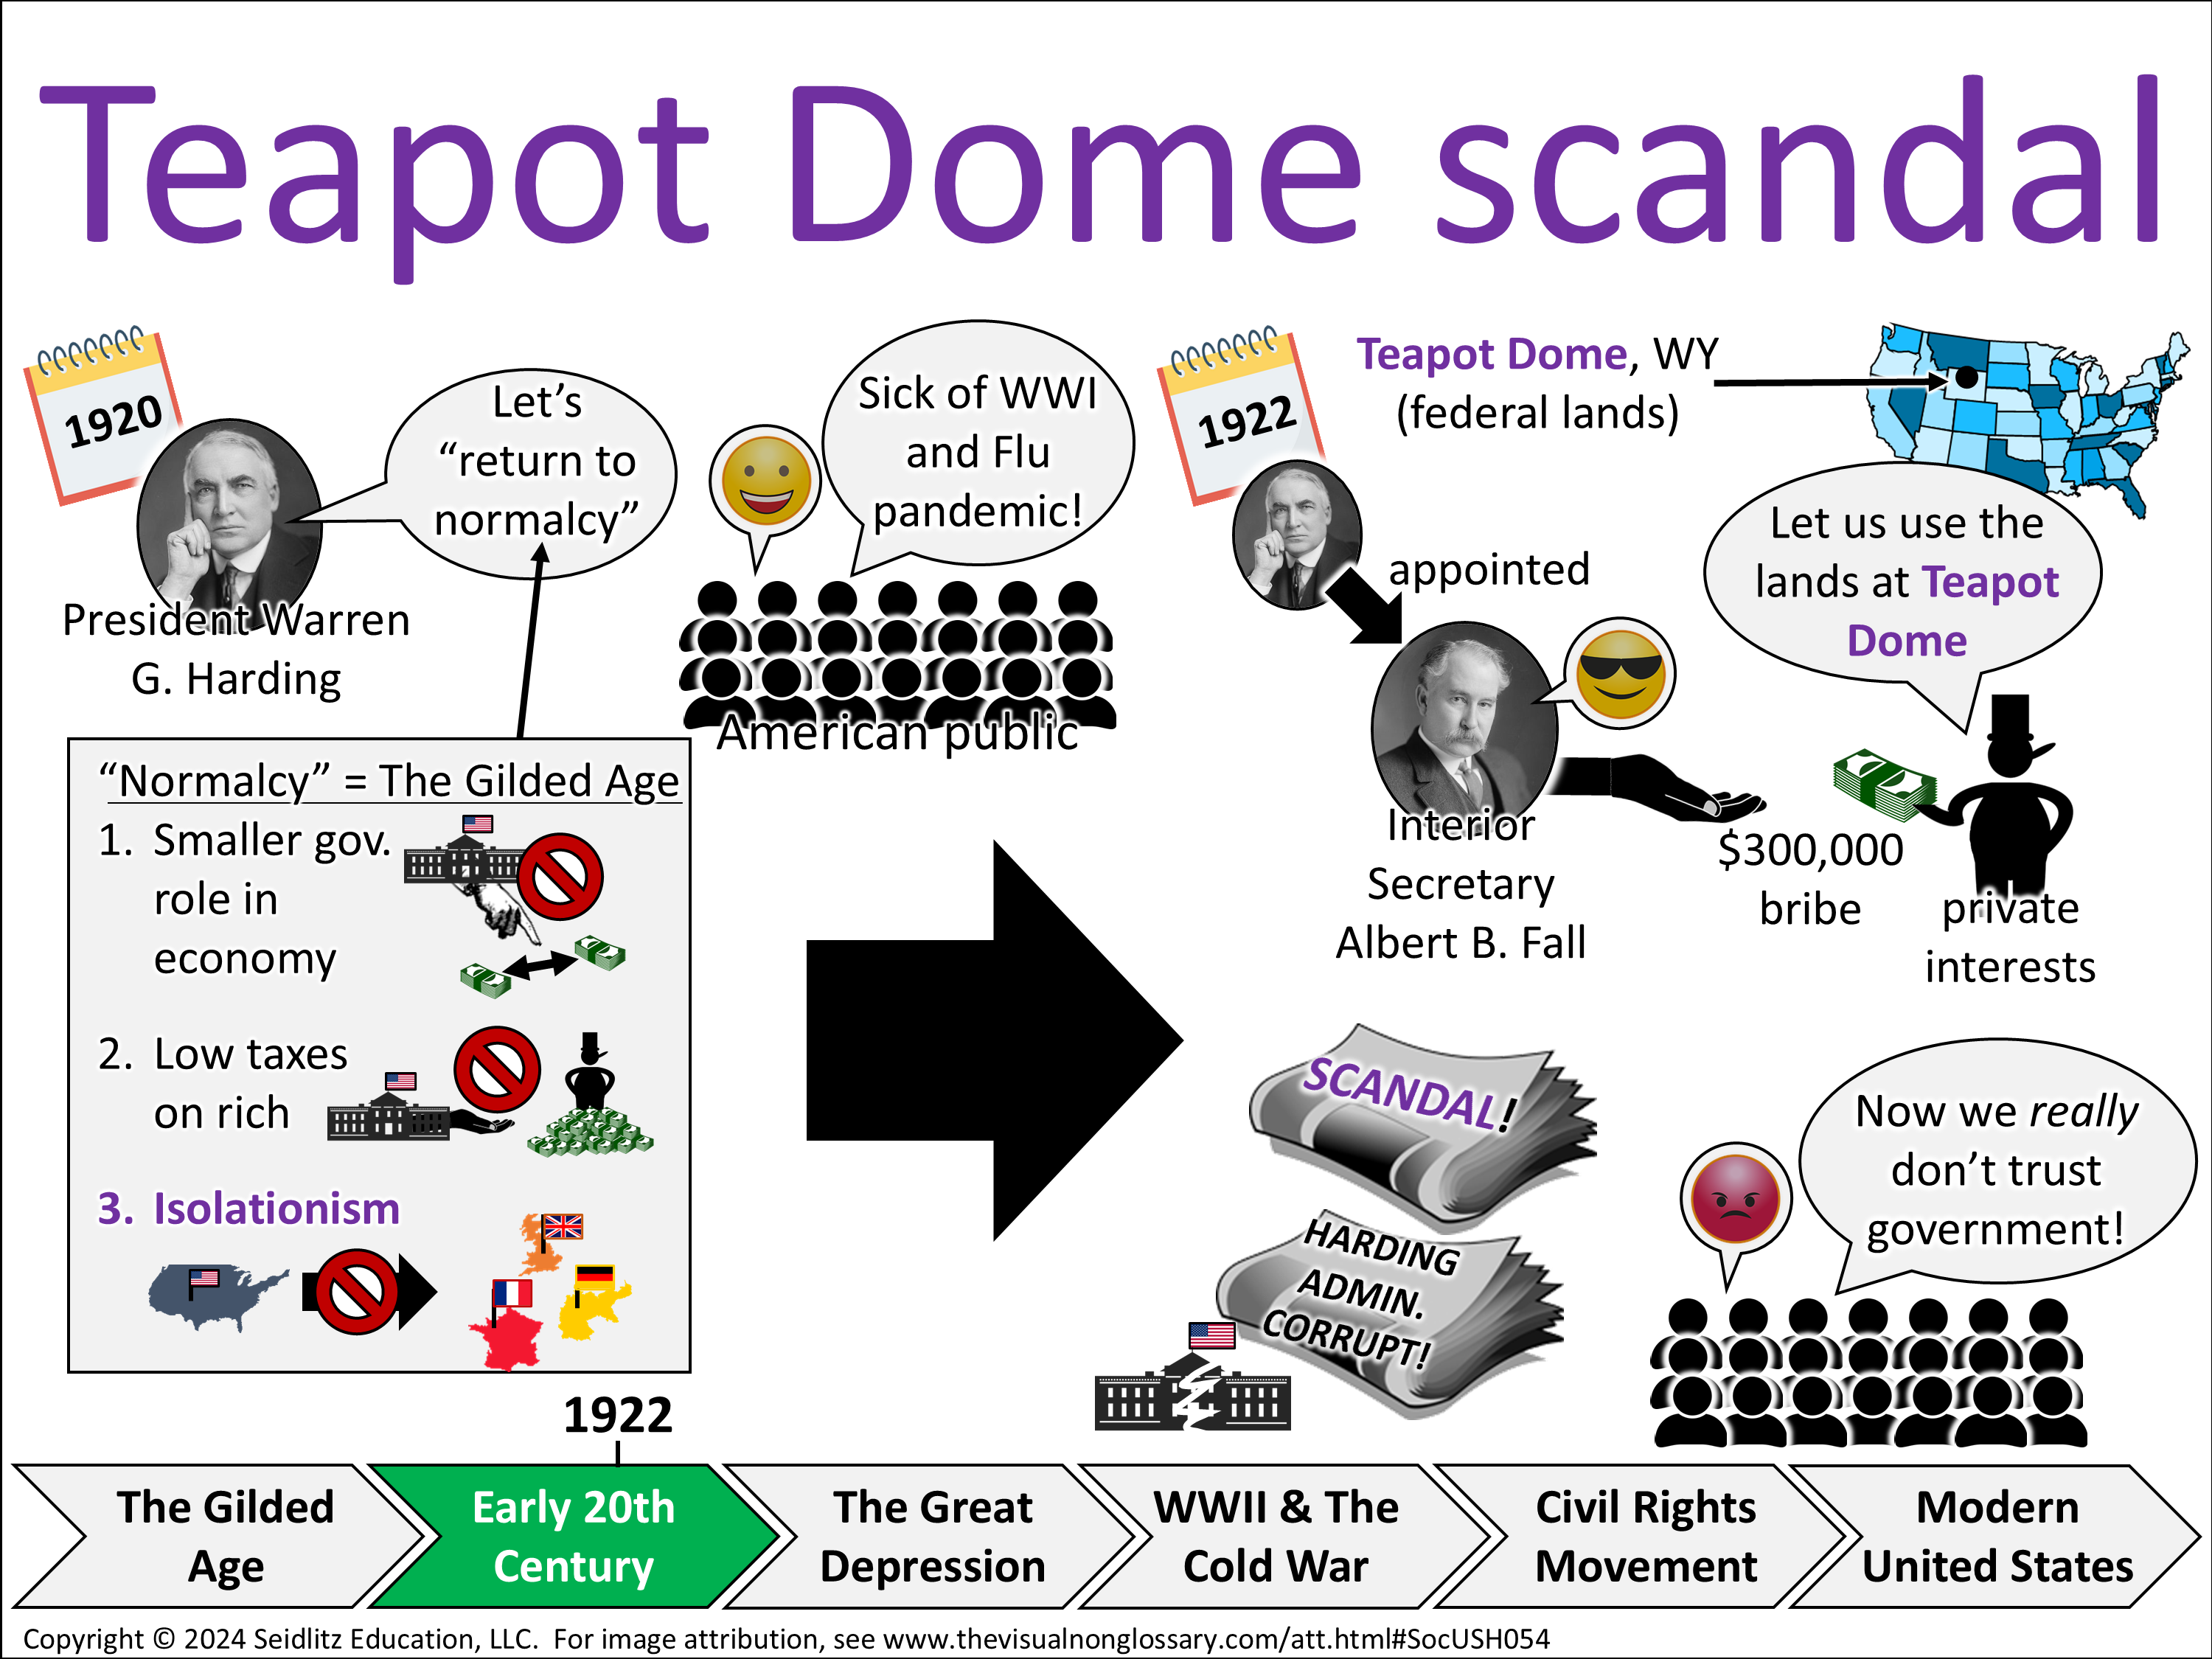 Teapot Dome scandal
1920
President Warren
G. Harding
Let’s
“return to
normalcy”
Sick of WWI
and Flu
pandemic!
American public
“Normalcy” = The Gilded Age
1. Smaller gov.
role in
economy
2. Low taxes
on rich
3. Isolationism
1922
Teapot Dome, WY
(federal lands)
appointed
Let us use the
lands at Teapot
Dome
Interior
Secretary
Albert B. Fall
$300,000
bribe
private
interests
SCANDAL!
HARDING
ADMIN.
CORRUPT!
Now we really
don’t trust
government!
1922
The Gilded
Age
Early 20th
Century
The Great
Depression
WWII & The
Cold War
Civil Rights
Movement
Modern
United States
Copyright © 2024 Seidlitz Education, LLC. For image attribution, see www.thevisualnonglossary.com/att.html#SocUSH054